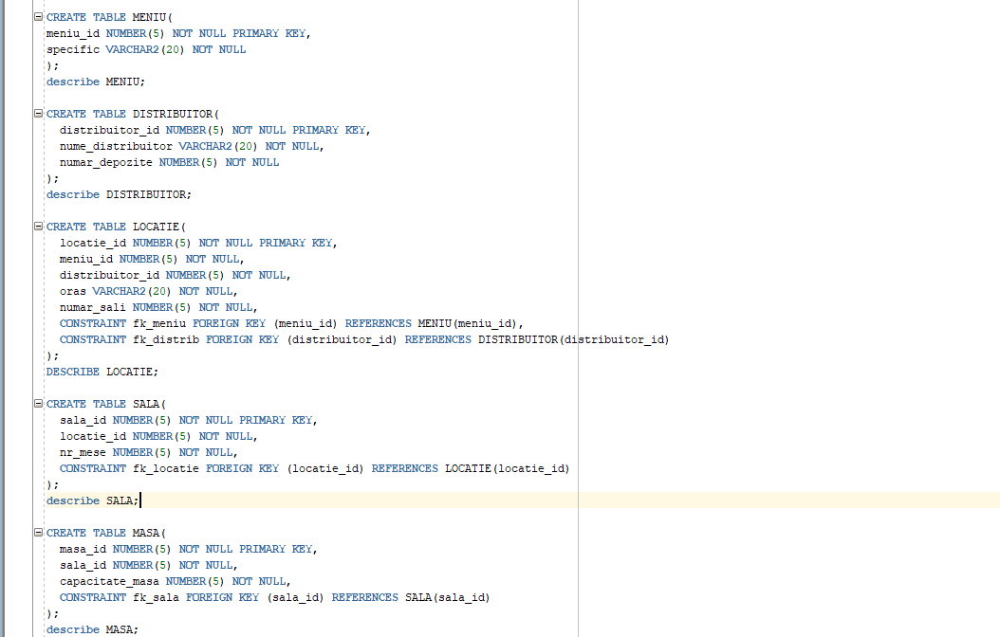 CREATE TABLE MENIU(
meniu_id NUMBER(5) NOT NULL PRIMARY KEY,
specific VARCHAR2(20) NOT NULL
);
describe MENIU;
CREATE TABLE DISTRIBUITOR(
distribuitor_id NUMBER(5) NOT NULL PRIMARY KEY,
nume_distribuitor VARCHAR2(20) NOT NULL,
numar_depozite NUMBER(5) NOT NULL
);
describe DISTRIBUITOR;
CREATE TABLE LOCATIE(
locatie_id NUMBER(5) NOT NULL PRIMARY KEY,
meniu_id NUMBER(5) NOT NULL,
distribuitor_id NUMBER(5) NOT NULL,
oras VARCHAR2(20) NOT NULL,
numar_sali NUMBER(5) NOT NULL,
CONSTRAINT fk_meniu FOREIGN KEY (meniu_id) REFERENCES MENIU(meniu_id),
CONSTRAINT fk_distrib FOREIGN KEY (distribuitor_id) REFERENCES DISTRIBUITOR(distribuitor_id)
);
DESCRIBE LOCATIE;
CREATE TABLE SALA(
sala_id NUMBER(5) NOT NULL PRIMARY KEY,
locatie_id NUMBER(5) NOT NULL,
nr_mese NUMBER(5) NOT NULL,
CONSTRAINT fk_locatie FOREIGN KEY (locatie_id) REFERENCES LOCATIE(locatie_id)
);
describe SALA;
CREATE TABLE MASA(
masa_id NUMBER(5) NOT NULL PRIMARY KEY,
sala_id NUMBER(5) NOT NULL,
capacitate_masa NUMBER(5) NOT NULL,
CONSTRAINT fk_sala FOREIGN KEY (sala_id) REFERENCES SALA(sala_id)
);
describe MASA;